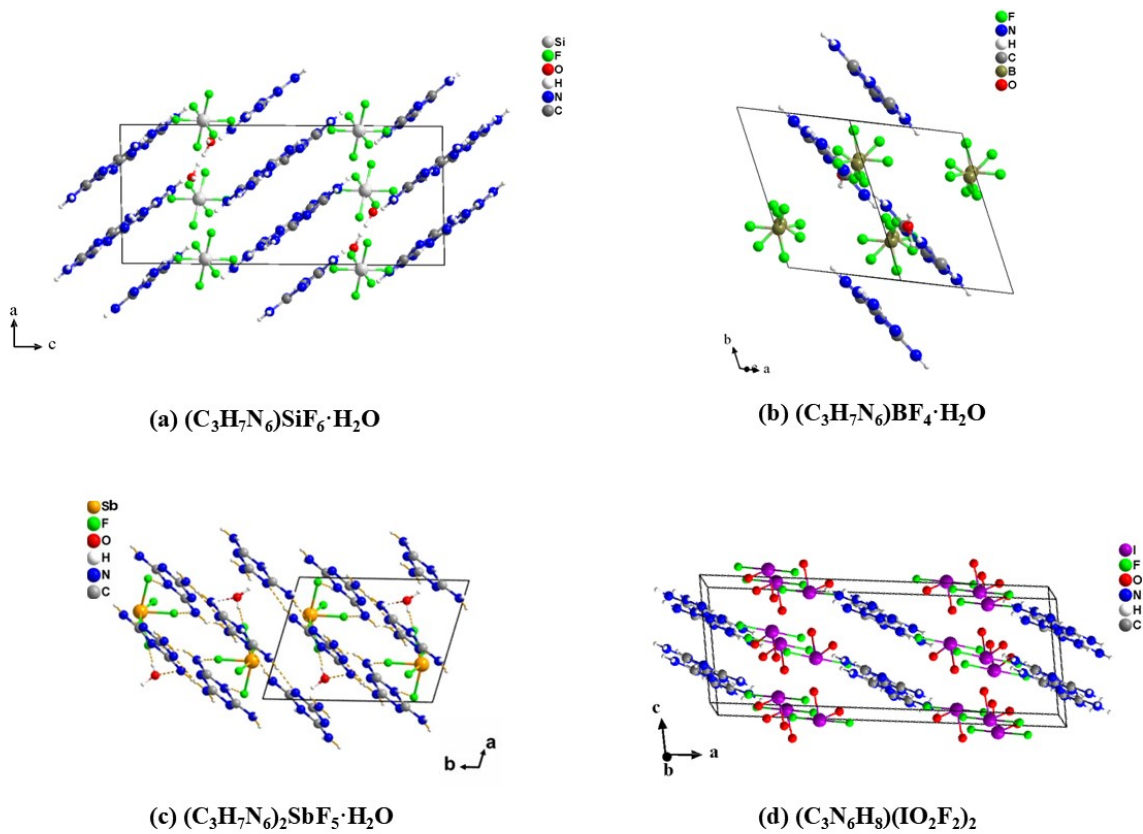 Si
F
O
H
N
C
a
c
(a) (C₃H₇N₆)SiF₆·H₂O
F
N
H
C
B
O
b
c
a
(b) (C₃H₇N₆)BF₄·H₂O
Sb
F
O
H
N
C
a
b
(c) (C₃H₇N₆)₂SbF₅·H₂O
I
F
O
N
H
C
c
a
b
(d) (C₃N₆H₈)(IO₂F₂)₂